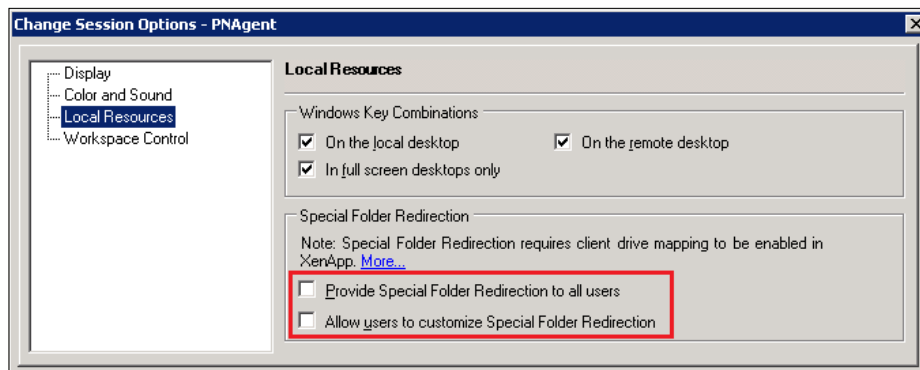 Change Session Options - PNAgent
Display
Color and Sound
Local Resources
Workspace Control
Local Resources
Windows Key Combinations
On the local desktop
On the remote desktop
In full screen desktops only
Special Folder Redirection
Note: Special Folder Redirection requires client drive mapping to be enabled in
XenApp. More...
Provide Special Folder Redirection to all users
Allow users to customize Special Folder Redirection